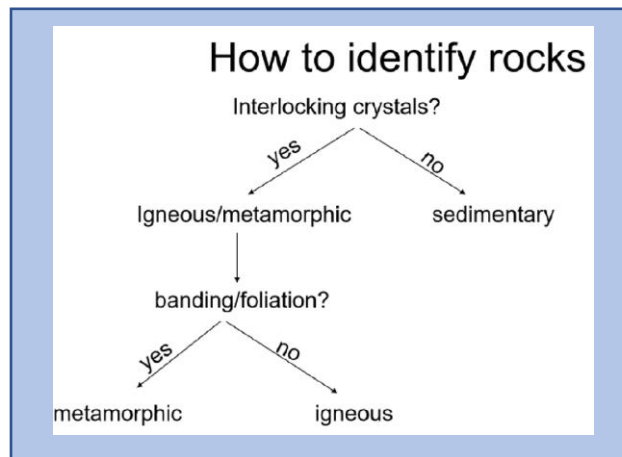 How to identify rocks
Interlocking crystals?
yes
no
Igneous/metamorphic
sedimentary
banding/foliation?
yes
no
metamorphic
igneous